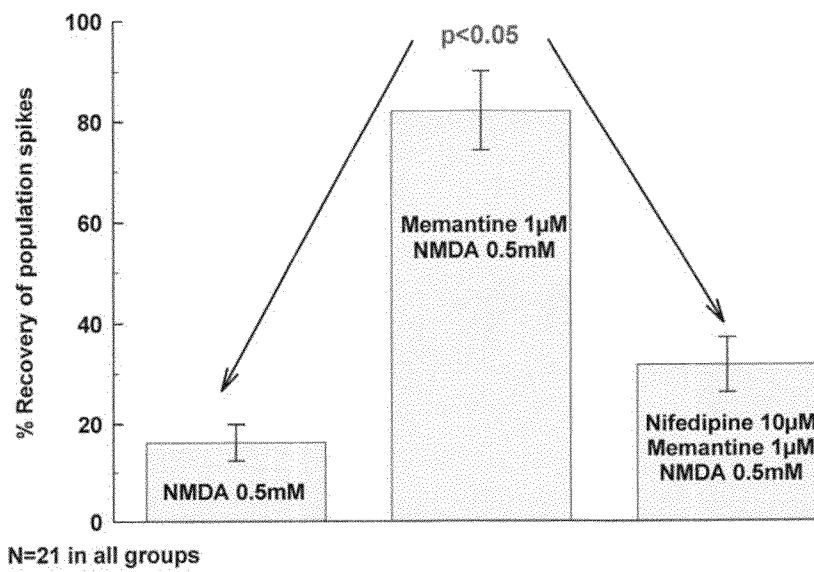 p<0.05
% Recovery of population spikes
100
80
60
40
20
0
NMDA 0.5mM
Memantine 1µM
NMDA 0.5mM
Nifedipine 10µM
Memantine 1µM
NMDA 0.5mM
N=21 in all groups